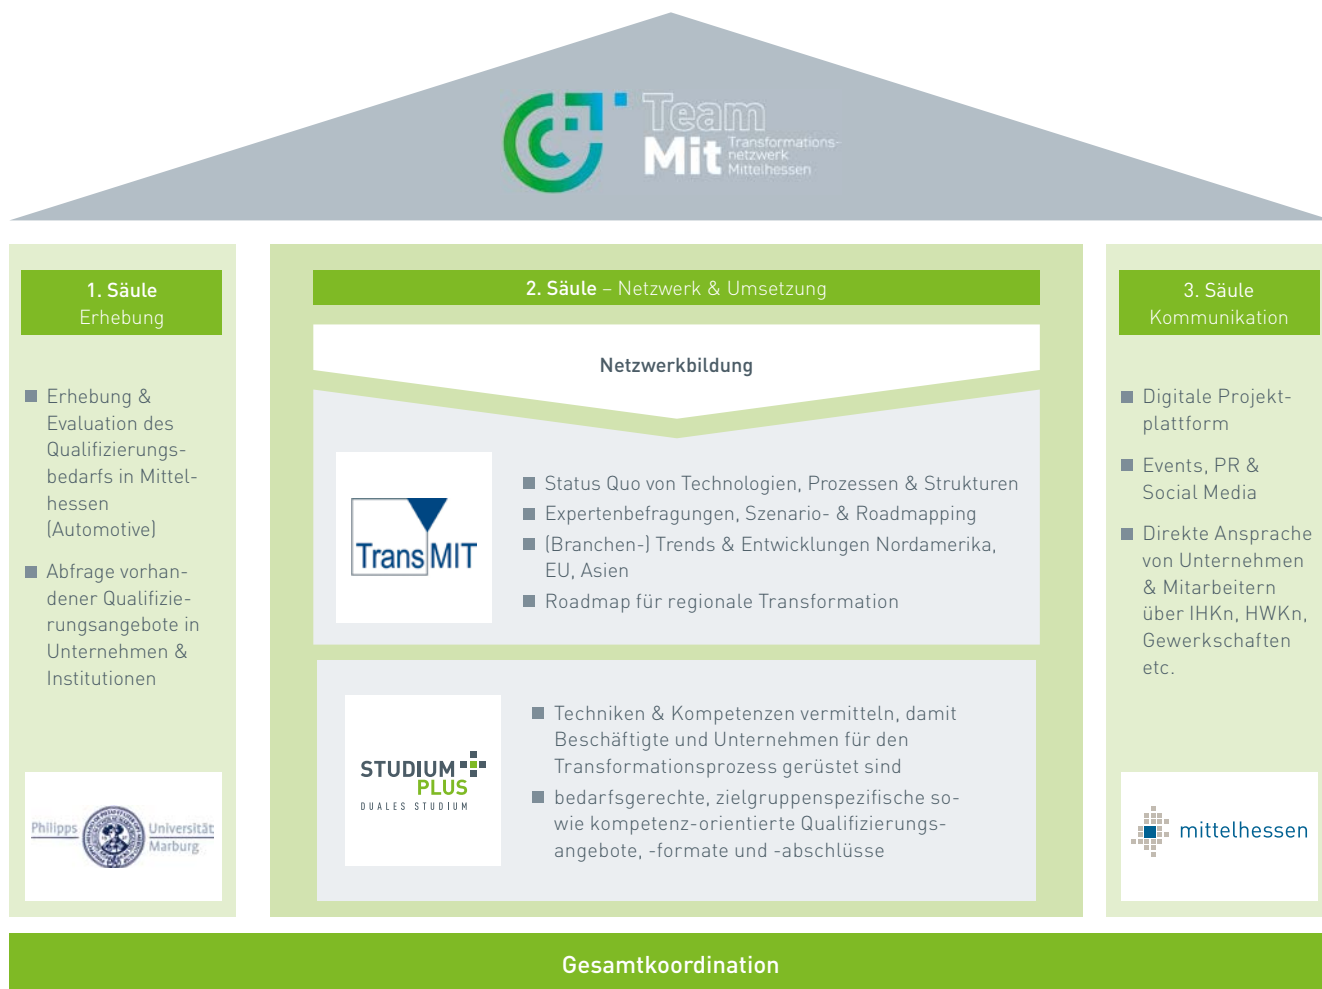 Team
Mit
Transformations-
netzwerk
Mittelhessen
1. Säule
Erhebung
Erhebung &
Evaluation des
Qualifizierungs-
bedarfs in Mittel-
hessen
(Automotive)
Abfrage vorhan-
dener Qualifizie-
rungsangebote in
Unternehmen &
Institutionen
Philipps
Universität
Marburg
2. Säule – Netzwerk & Umsetzung
Netzwerkbildung
TransMIT
Status Quo von Technologien, Prozessen & Strukturen
Expertenbefragungen, Szenario- & Roadmapping
(Branchen-) Trends & Entwicklungen Nordamerika,
EU, Asien
Roadmap für regionale Transformation
STUDIUM
PLUS
DUALES STUDIUM
Techniken & Kompetenzen vermitteln, damit
Beschäftigte und Unternehmen für den
Transformationsprozess gerüstet sind
bedarfsgerechte, zielgruppenspezifische so-
wie kompetenz-orientierte Qualifizierungs-
angebote, -formate und -abschlüsse
3. Säule
Kommunikation
Digitale Projekt-
plattform
Events, PR &
Social Media
Direkte Ansprache
von Unternehmen
& Mitarbeitern
über IHKn, HWKn,
Gewerkschaften
etc.
mittelhessen
Gesamtkoordination